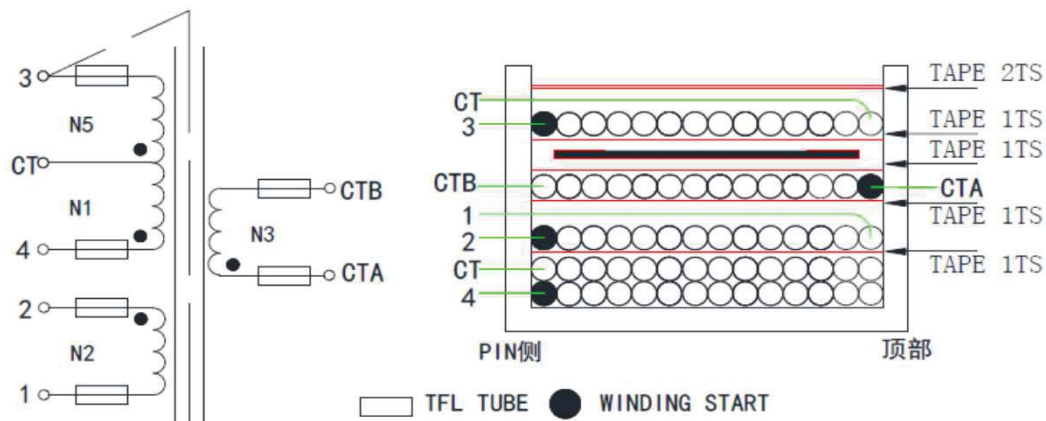 3
N5
CT
N1
4
2
N2
1
CTB
N3
CTA
CT
3
CTB
1
2
CT
4
TAPE 2TS
TAPE 1TS
TAPE 1TS
CTA
TAPE 1TS
TAPE 1TS
PIN侧
顶部
TFL TUBE
WINDING START